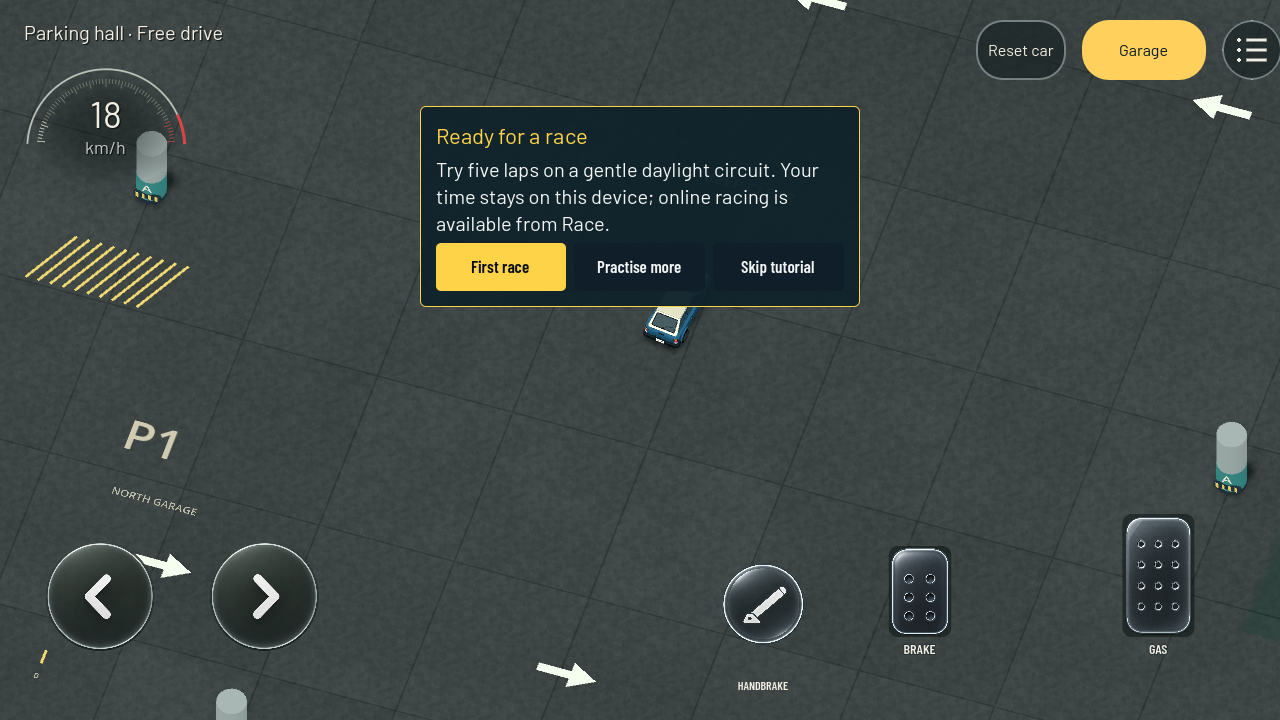 Parking hall · Free drive
Reset car
Garage
18
km/h
A
Ready for a race
Try five laps on a gentle daylight circuit. Your
time stays on this device; online racing is
available from Race.
First race
Practise more
Skip tutorial
P1
NORTH GARAGE
A
BRAKE
GAS
HANDBRAKE